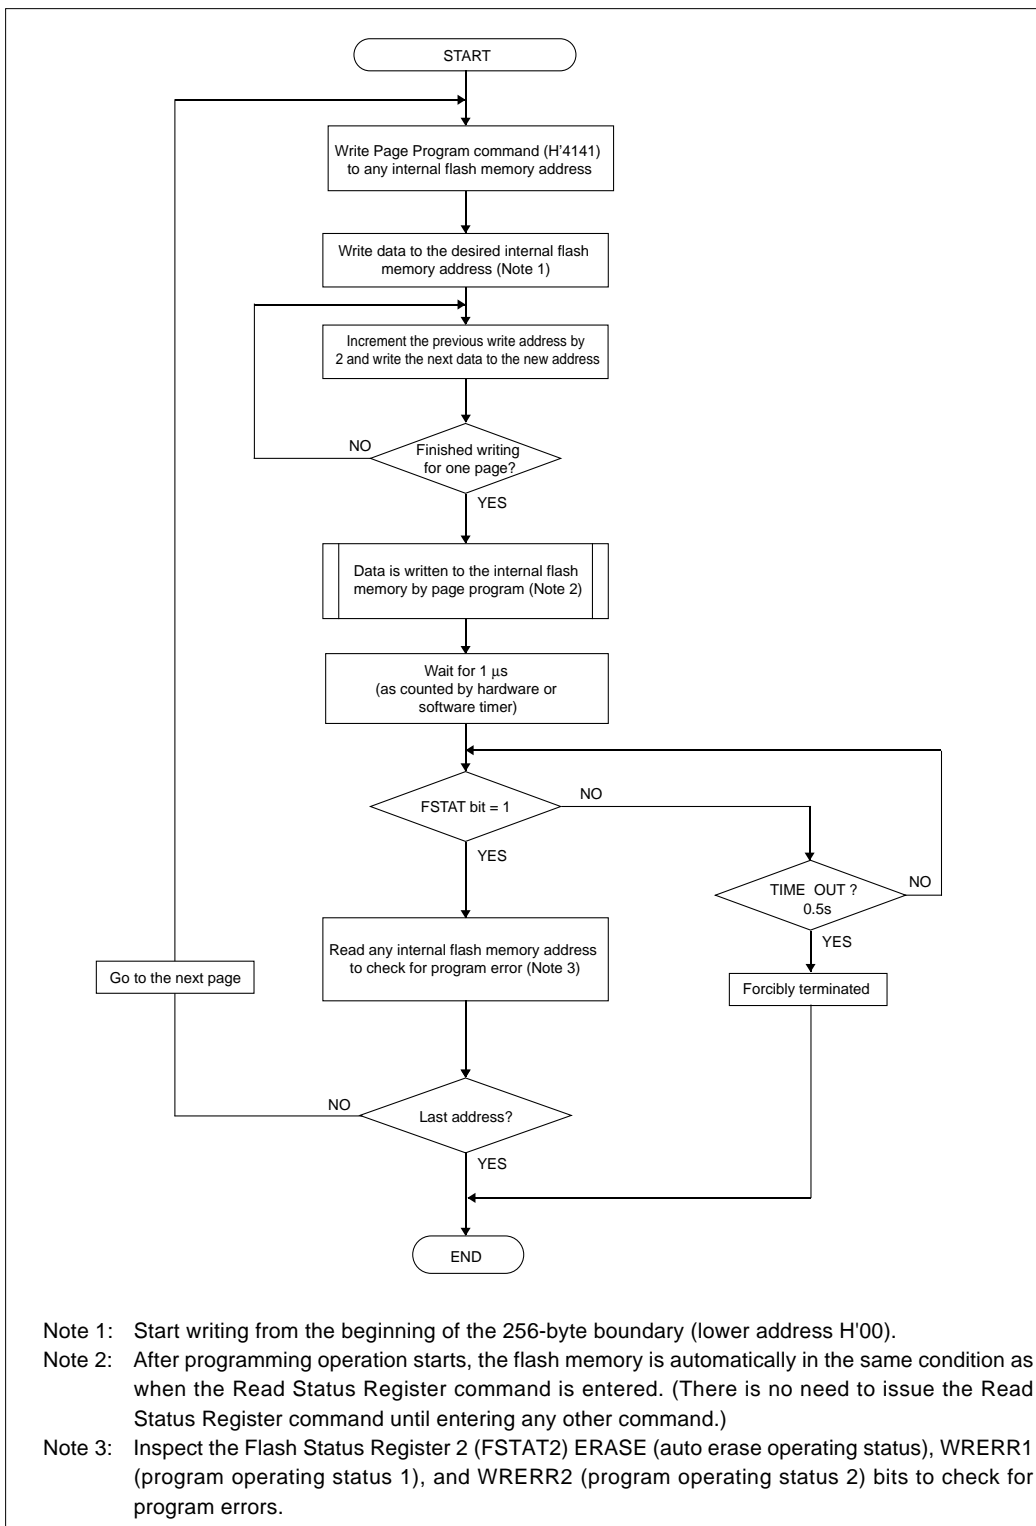 START
Write Page Program command (H'4141)
to any internal flash memory address
Write data to the desired internal flash
memory address (Note 1)
Increment the previous write address by
2 and write the next data to the new address
NO
Finished writing
for one page?
YES
Data is written to the internal flash
memory by page program (Note 2)
Wait for 1 μs
(as counted by hardware or
software timer)
FSTAT bit = 1
NO
YES
TIME OUT ?
0.5s
NO
YES
Read any internal flash memory address
to check for program error (Note 3)
Go to the next page
Forcibly terminated
NO
Last address?
YES
END
Note 1: Start writing from the beginning of the 256-byte boundary (lower address H'00).
Note 2: After programming operation starts, the flash memory is automatically in the same condition as
when the Read Status Register command is entered. (There is no need to issue the Read
Status Register command until entering any other command.)
Note 3: Inspect the Flash Status Register 2 (FSTAT2) ERASE (auto erase operating status), WRERR1
(program operating status 1), and WRERR2 (program operating status 2) bits to check for
program errors.